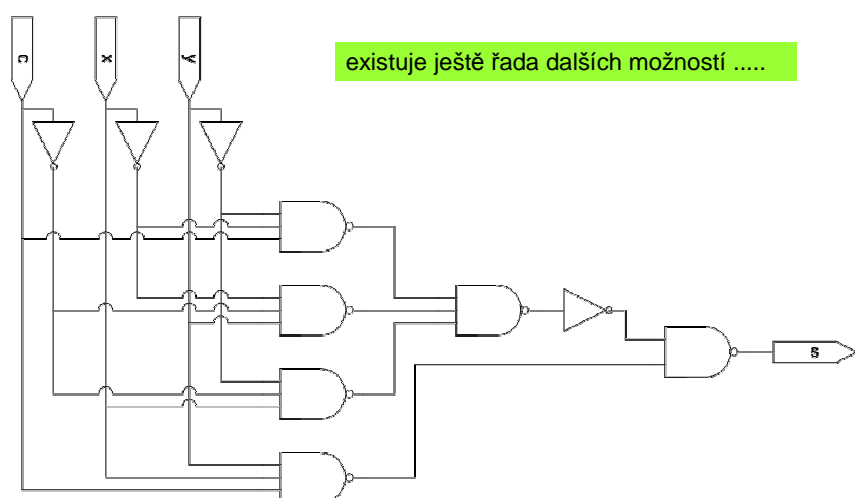 c
x
y
existuje ještě řada dalších možností .....
s